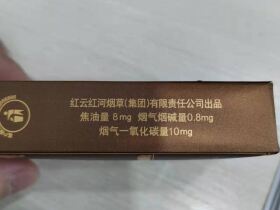 红云红河烟草(集团)有限责任公司出品
焦油量 8mg 烟气烟碱量0.8mg
烟气一氧化碳量10mg